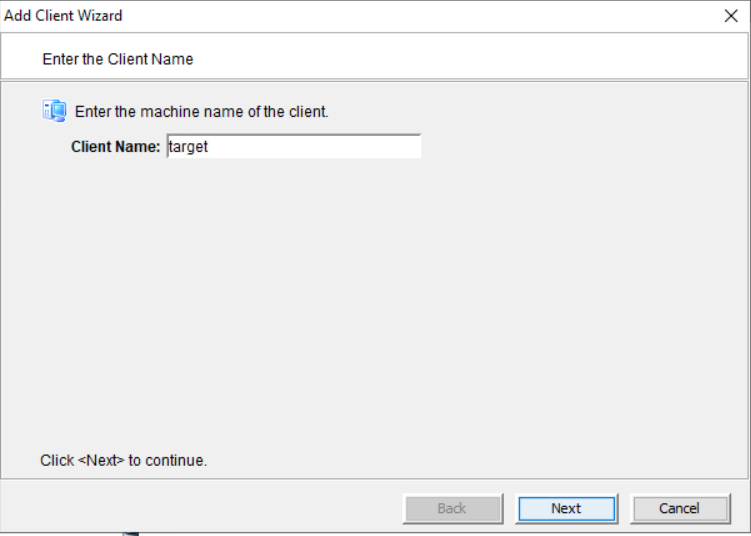 Add Client Wizard
Enter the Client Name
Enter the machine name of the client.
Client Name: target
Click <Next> to continue.
Back Next Cancel